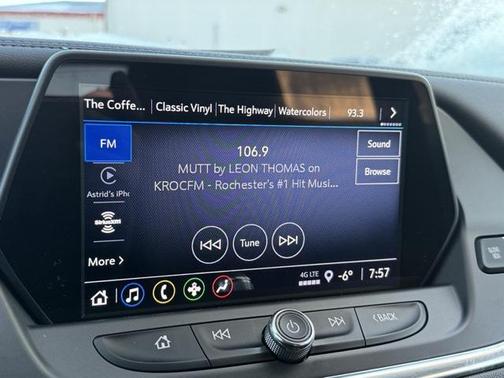 The Coffe... Classic Vinyl The Highway Watercolors 93.3
FM
106.9
Sound
MUTT by LEON THOMAS on
KROCFM - Rochester's #1 Hit Musi...
Browse
Astrid's iPho
SiriusXM
Tune
More
4G LTE
-6° 7:57
BACK